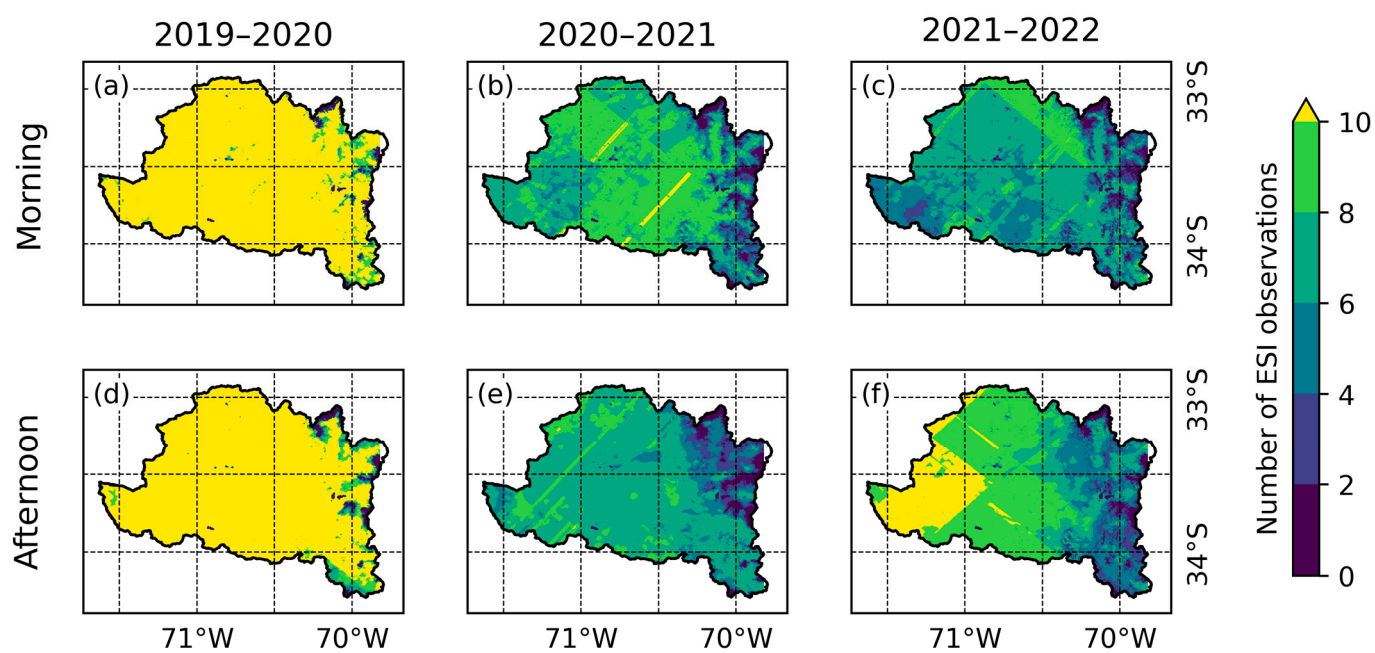 2019–2020
2020–2021
2021–2022
Morning
(a)
(b)
(c)
33°S
34°S
Afternoon
(d)
(e)
(f)
33°S
34°S
71°W
70°W
71°W
70°W
71°W
70°W
Number of ESI observations
10
8
6
4
2
0